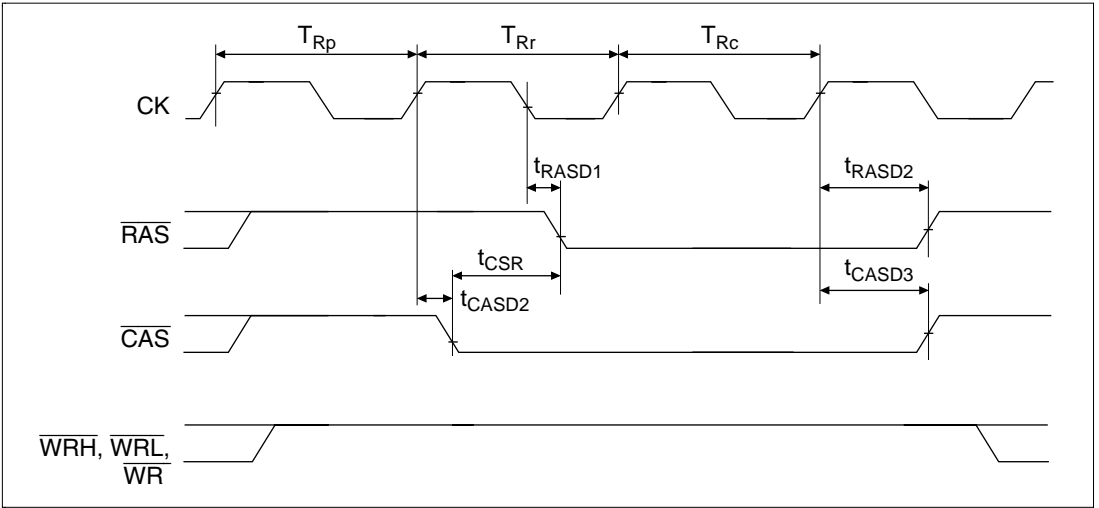 TRp TRr TRc
CK
tRASD1 tRASD2
RAS
tCSR tCASD3
tCASD2
CAS
WRH, WRL,
WR